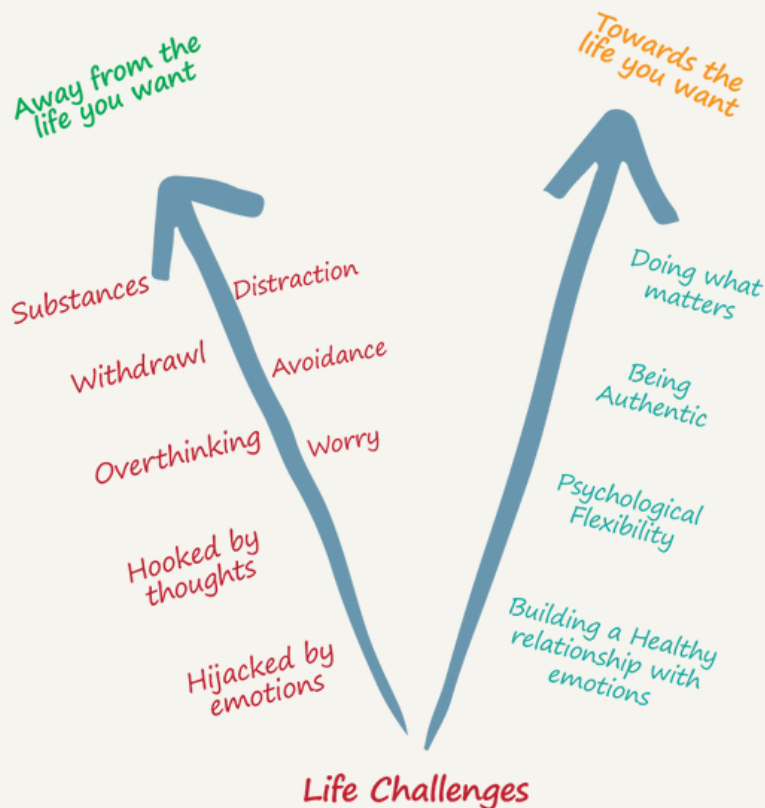 Away from the
life you want
Towards the
life you want
Substances
Distraction
Withdrawl
Avoidance
Overthinking
Worry
Hooked by
thoughts
Hijacked by
emotions
Doing what
matters
Being
Authentic
Psychological
Flexibility
Building a Healthy
relationship with
emotions
Life Challenges